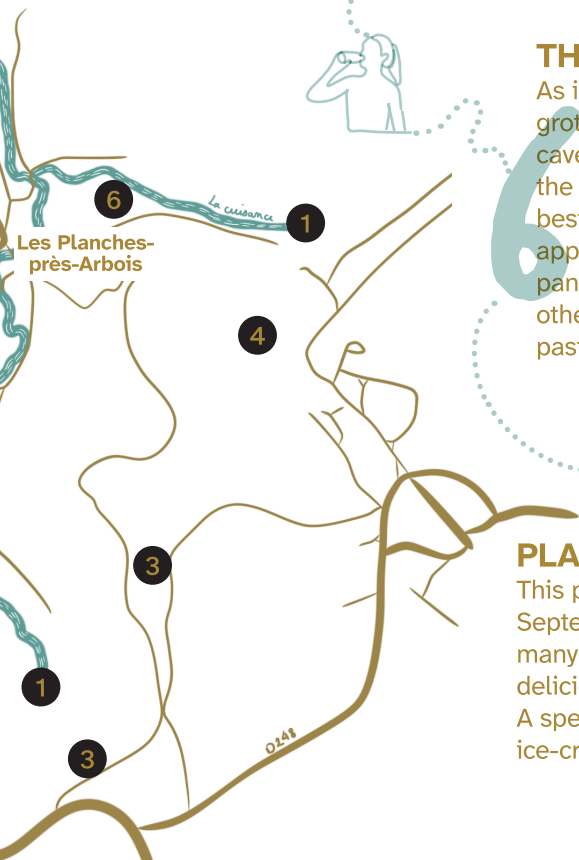 6
La cuisance
1
Les Planches-
près-Arbois
4
3
1
3
D248
TH
As i
grot
cave
the
bes
app
pan
othe
past
6
PLA
This p
Septe
many
delici
A spe
ice-cr